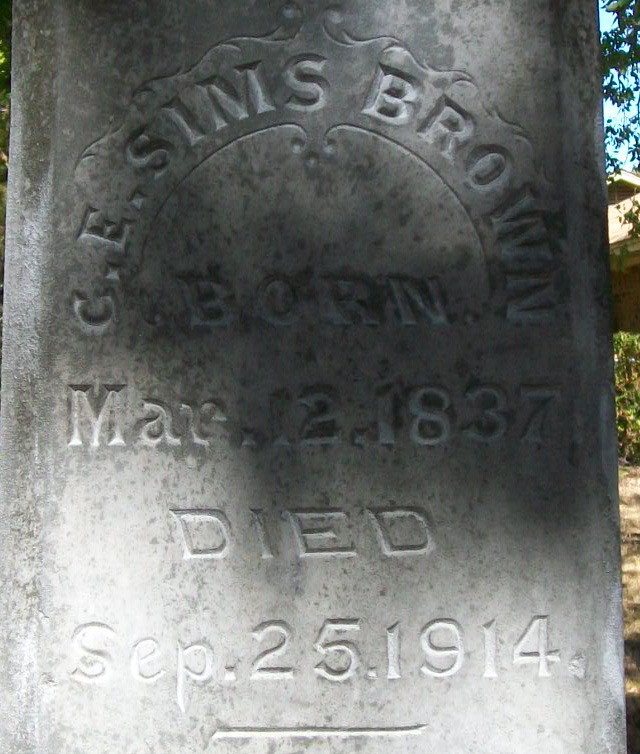 C. E. SIMS BROWN
. BORN.
Mar. 12. 1837.
DIED
Sep. 25. 1914.